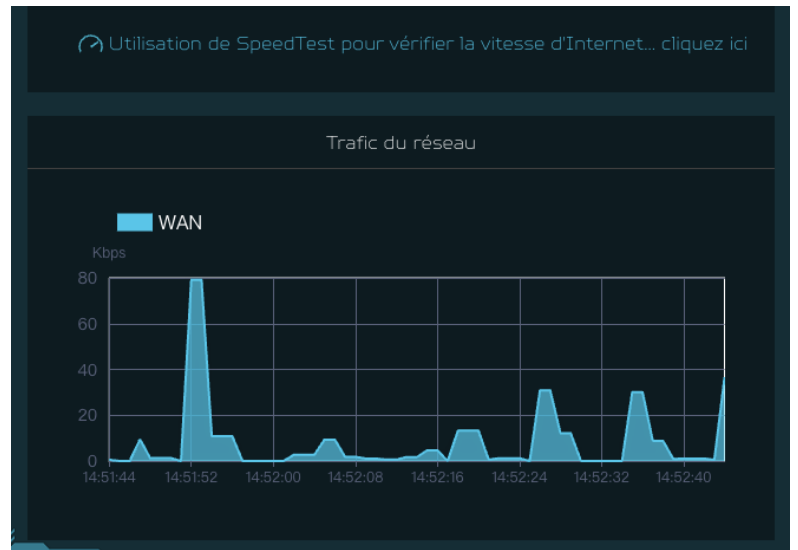 Utilisation de SpeedTest pour vérifier la vitesse d'Internet... cliquez ici
Trafic du réseau
WAN
Kbps
80
60
40
20
0
14:51:44 14:51:52 14:52:00 14:52:08 14:52:16 14:52:24 14:52:32 14:52:40